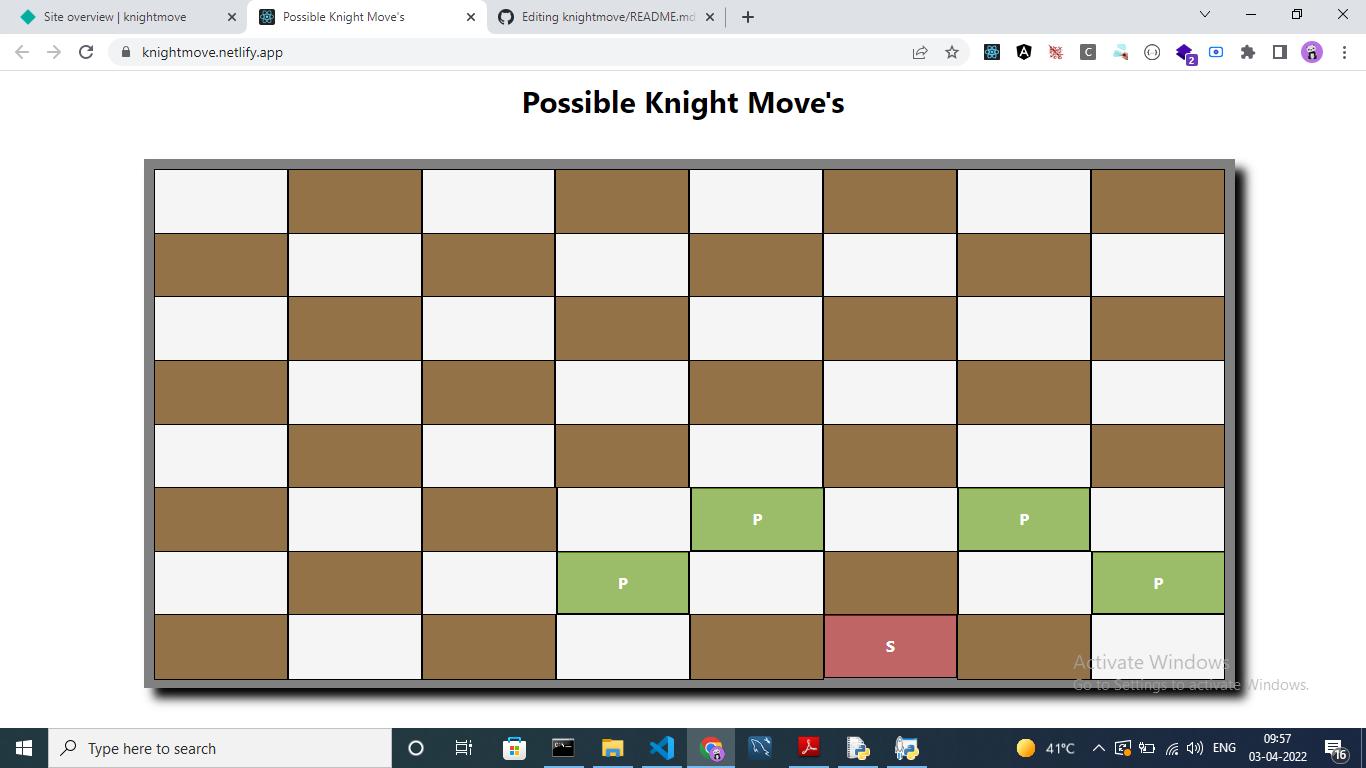 Site overview | knightmove
Possible Knight Move's
Editing knightmove/README.md
knightmove.netlify.app
C
2
Possible Knight Move's
P
P
P
P
S
Activate Windows
Go to Settings to activate Windows.
Type here to search
41°C
ENG
09:57
03-04-2022
16